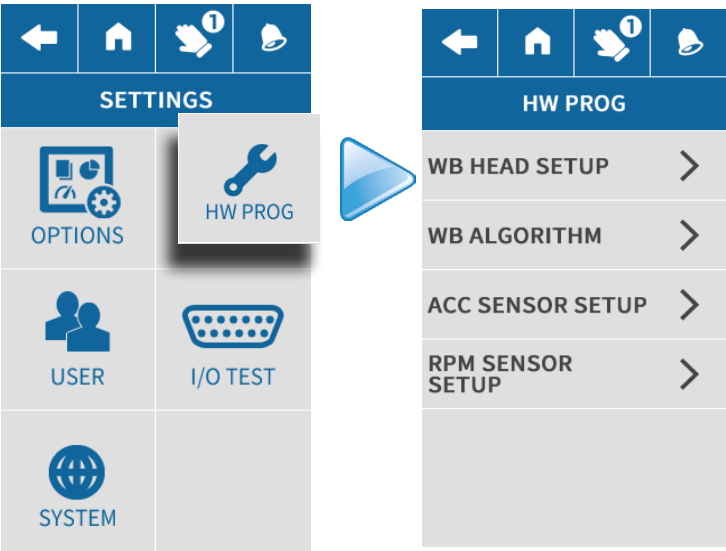 1
SETTINGS
OPTIONS
HW PROG
USER
I/O TEST
SYSTEM
1
HW PROG
WB HEAD SETUP
WB ALGORITHM
ACC SENSOR SETUP
RPM SENSOR
SETUP